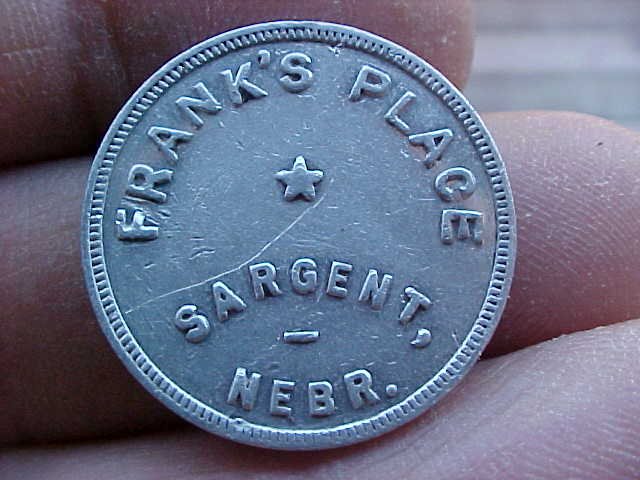 FRANK'S PLACE
SARGENT,
NEBR.